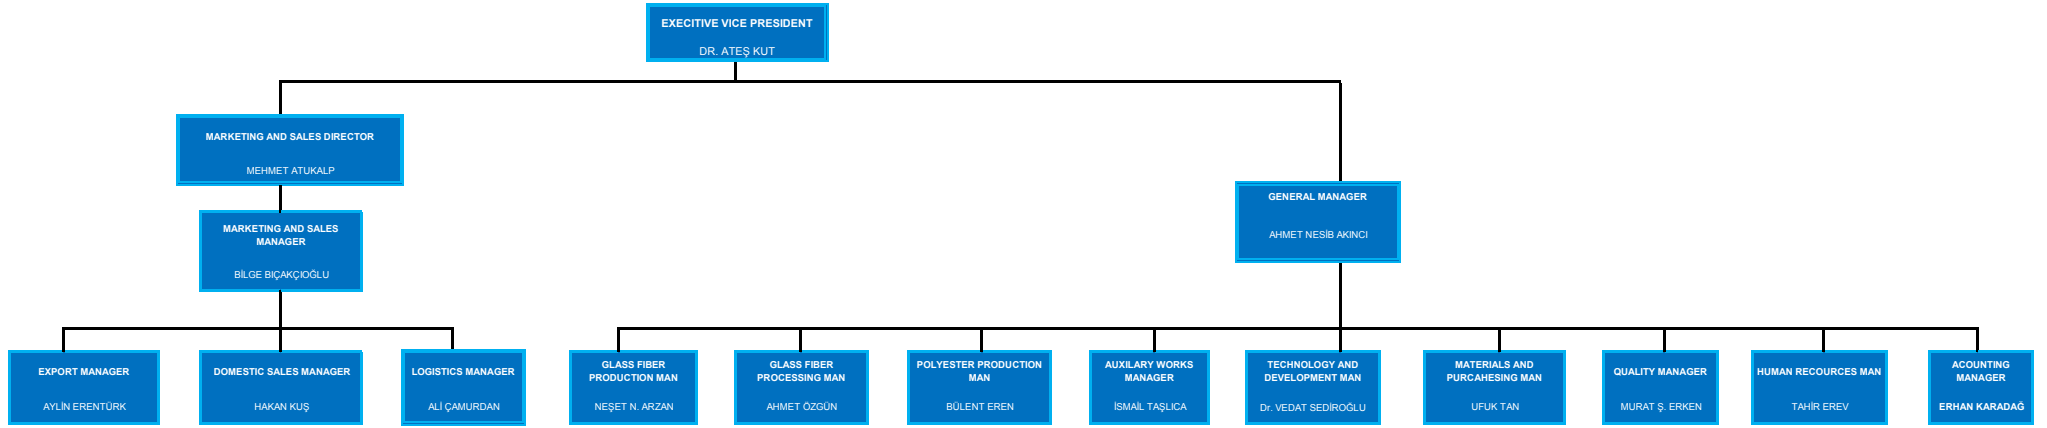 EXECITIVE VICE PRESIDENT
DR. ATEŞ KUT
MARKETING AND SALES DIRECTOR
MEHMET ATUKALP
MARKETING AND SALES
MANAGER
BİLGE BIÇAKÇIOĞLU
GENERAL MANAGER
AHMET NESİB AKINCI
EXPORT MANAGER
AYLİN ERENTÜRK
DOMESTIC SALES MANAGER
HAKAN KUŞ
LOGISTICS MANAGER
ALİ ÇAMURDAN
GLASS FIBER
PRODUCTION MAN
NEŞET N. ARZAN
GLASS FIBER
PROCESSING MAN
AHMET ÖZGÜN
POLYESTER PRODUCTION
MAN
BÜLENT EREN
AUXILARY WORKS
MANAGER
İSMAİL TAŞLICA
TECHNOLOGY AND
DEVELOPMENT MAN
Dr. VEDAT SEDİROĞLU
MATERIALS AND
PURCAHESING MAN
UFUK TAN
QUALITY MANAGER
MURAT Ş. ERKEN
HUMAN RECOURCES MAN
TAHİR EREV
ACOUNTING
MANAGER
ERHAN KARADAĞ